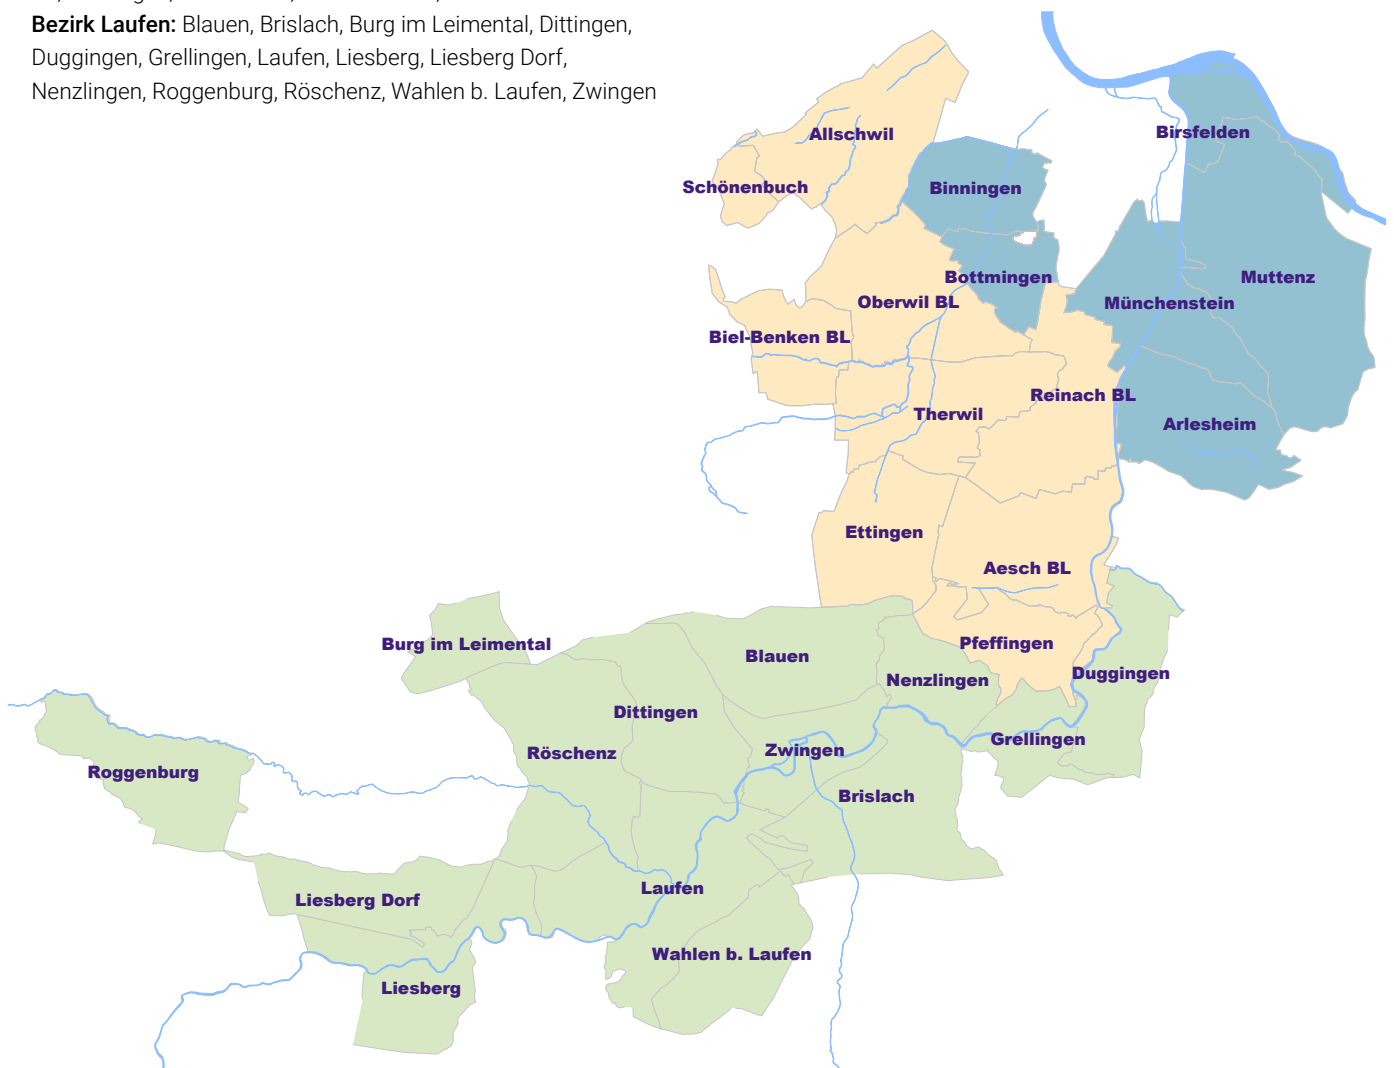 Bezirk Laufen: Blauen, Brislach, Burg im Leimental, Dittingen,
Duggingen, Grellingen, Laufen, Liesberg, Liesberg Dorf,
Nenzlingen, Roggenburg, Röschenz, Wahlen b. Laufen, Zwingen
Allschwil
Birsfelden
Schönenbuch
Binningen
Bottmingen
Muttenz
Oberwil BL
Münchenstein
Biel-Benken BL
Reinach BL
Therwil
Arlesheim
Ettingen
Aesch BL
Burg im Leimental
Pfeffingen
Blauen
Duggingen
Nenzlingen
Dittingen
Grellingen
Zwingen
Röschenz
Roggenburg
Brislach
Laufen
Liesberg Dorf
Wahlen b. Laufen
Liesberg